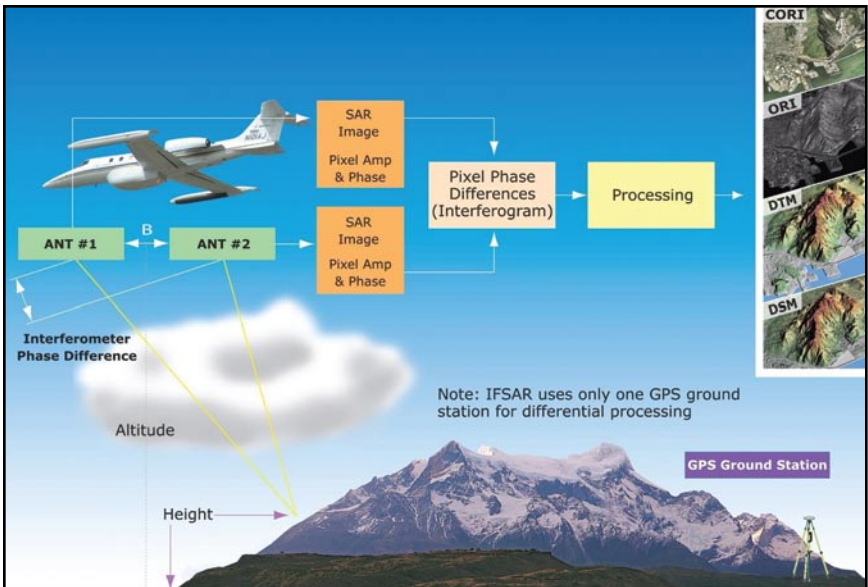 CORI
ORI
DTM
DSM
SAR
Image
Pixel Amp
& Phase
Pixel Phase
Differences
(Interferogram)
Processing
ANT #1
B
ANT #2
SAR
Image
Pixel Amp
& Phase
Interferometer
Phase Difference
Altitude
Note: IFSAR uses only one GPS ground
station for differential processing
GPS Ground Station
Height